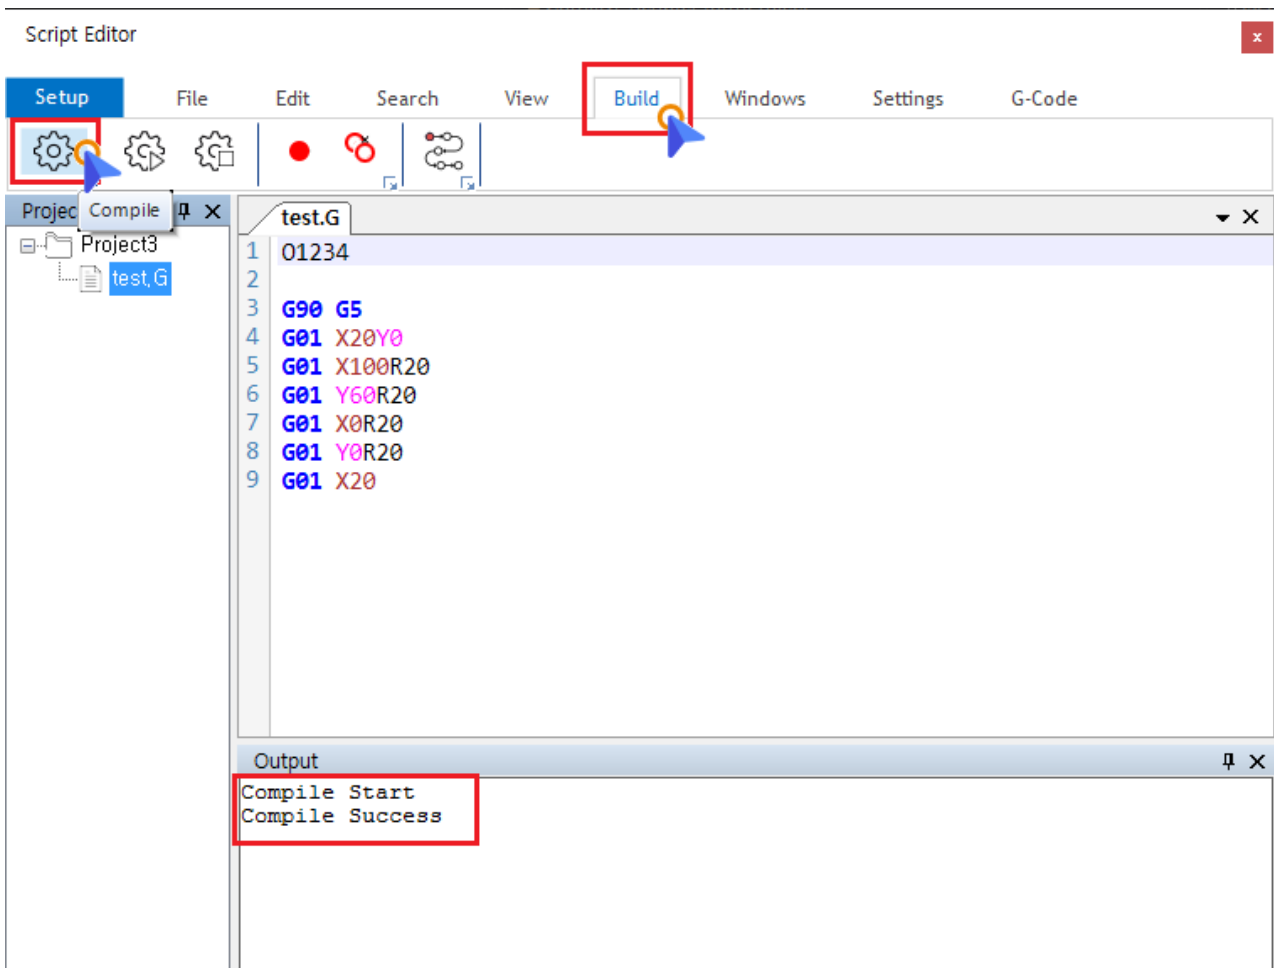 Script Editor
x
Setup File Edit Search View Build Windows Settings G-Code
Compile
test.G
Project3
test,G
1 O1234
2
3 G90 G5
4 G01 X20Y0
5 G01 X100R20
6 G01 Y60R20
7 G01 X0R20
8 G01 Y0R20
9 G01 X20
Output
Compile Start
Compile Success